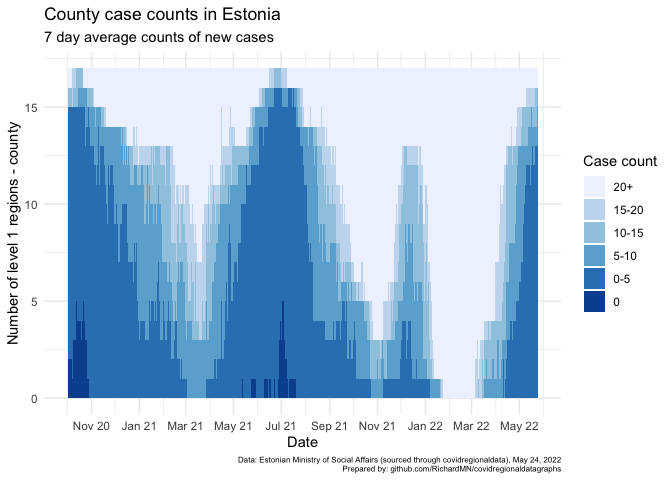 County case counts in Estonia
7 day average counts of new cases
Number of level 1 regions - county
15
10
5
0
Nov 20 Jan 21 Mar 21 May 21 Jul 21 Sep 21 Nov 21 Jan 22 Mar 22 May 22
Date
Case count
20+
15-20
10-15
5-10
0-5
0
Data: Estonian Ministry of Social Affairs (sourced through covidregionaldata), May 24, 2022
Prepared by: github.com/RichardMN/covidregionaldatagraphs